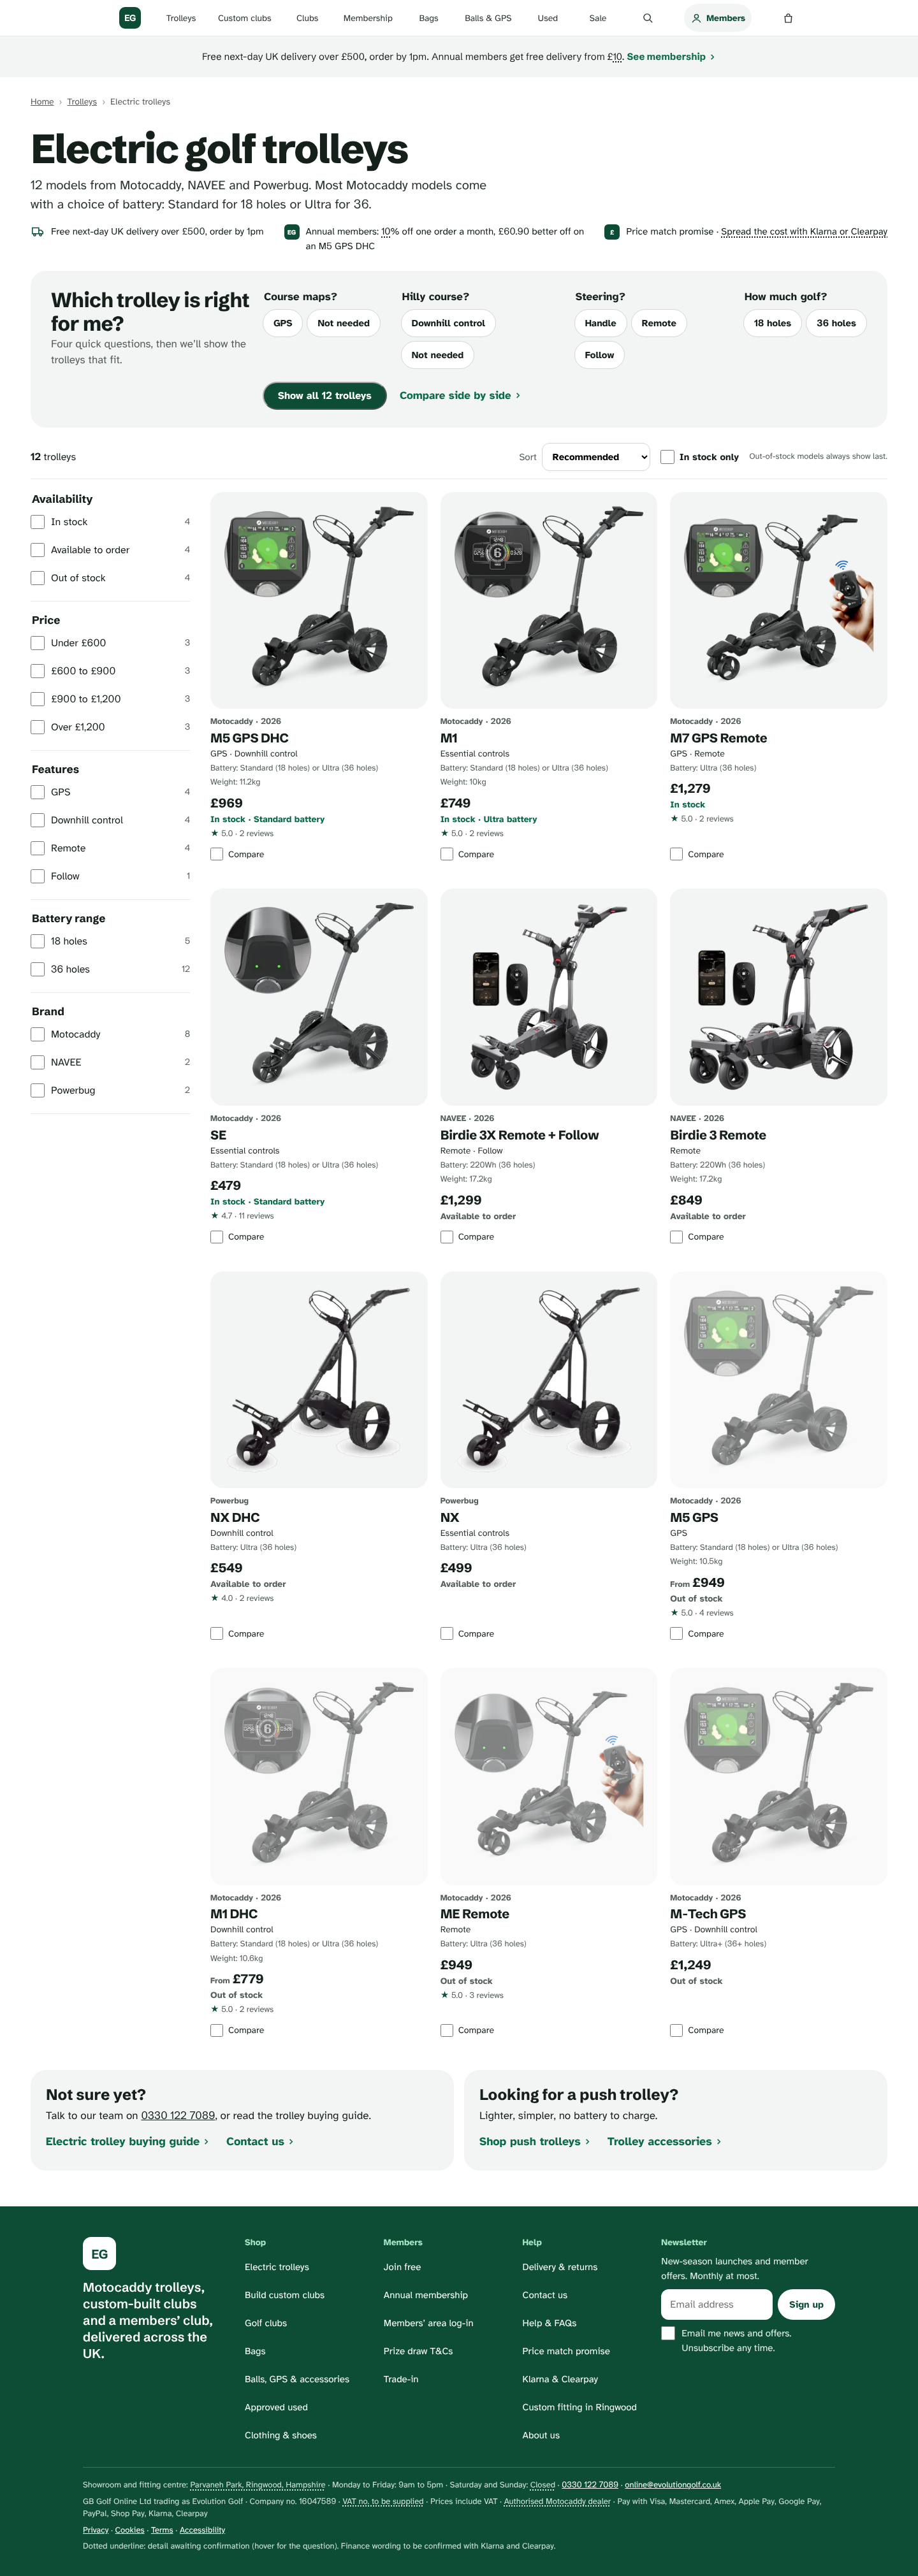 EG
Trolleys
Custom clubs
Clubs
Membership
Bags
Balls & GPS
Used
Sale
Members
Free next-day UK delivery over £500, order by 1pm. Annual members get free delivery from £10. See membership ›
Home › Trolleys › Electric trolleys
Electric golf trolleys
12 models from Motocaddy, NAVEE and Powerbug. Most Motocaddy models come
with a choice of battery: Standard for 18 holes or Ultra for 36.
Free next-day UK delivery over £500, order by 1pm
EG
Annual members: 10% off one order a month, £60.90 better off on
an M5 GPS DHC
£
Price match promise · Spread the cost with Klarna or Clearpay
Which trolley is right
for me?
Four quick questions, then we'll show the
trolleys that fit.
Course maps?
GPS
Not needed
Hilly course?
Downhill control
Not needed
Steering?
Handle
Remote
Follow
How much golf?
18 holes
36 holes
Show all 12 trolleys
Compare side by side ›
12 trolleys
Sort
Recommended
In stock only
Out-of-stock models always show last.
Availability
In stock 4
Available to order 4
Out of stock 4
Price
Under £600 3
£600 to £900 3
£900 to £1,200 3
Over £1,200 3
Features
GPS 4
Downhill control 4
Remote 4
Follow 1
Battery range
18 holes 5
36 holes 12
Brand
Motocaddy 8
NAVEE 2
Powerbug 2
Motocaddy · 2026
M5 GPS DHC
GPS · Downhill control
Battery: Standard (18 holes) or Ultra (36 holes)
Weight: 11.2kg
£969
In stock · Standard battery
★ 5.0 · 2 reviews
Compare
6
Motocaddy · 2026
M1
Essential controls
Battery: Standard (18 holes) or Ultra (36 holes)
Weight: 10kg
£749
In stock · Ultra battery
★ 5.0 · 2 reviews
Compare
Motocaddy · 2026
M7 GPS Remote
GPS · Remote
Battery: Ultra (36 holes)
£1,279
In stock
★ 5.0 · 2 reviews
Compare
Motocaddy · 2026
SE
Essential controls
Battery: Standard (18 holes) or Ultra (36 holes)
£479
In stock · Standard battery
★ 4.7 · 11 reviews
Compare
NAVEE · 2026
Birdie 3X Remote + Follow
Remote · Follow
Battery: 220Wh (36 holes)
Weight: 17.2kg
£1,299
Available to order
Compare
NAVEE · 2026
Birdie 3 Remote
Remote
Battery: 220Wh (36 holes)
Weight: 17.2kg
£849
Available to order
Compare
Powerbug
NX DHC
Downhill control
Battery: Ultra (36 holes)
£549
Available to order
★ 4.0 · 2 reviews
Compare
Powerbug
NX
Essential controls
Battery: Ultra (36 holes)
£499
Available to order
Compare
Motocaddy · 2026
M5 GPS
GPS
Battery: Standard (18 holes) or Ultra (36 holes)
Weight: 10.5kg
From £949
Out of stock
★ 5.0 · 4 reviews
Compare
6
Motocaddy · 2026
M1 DHC
Downhill control
Battery: Standard (18 holes) or Ultra (36 holes)
Weight: 10.6kg
From £779
Out of stock
★ 5.0 · 2 reviews
Compare
Motocaddy · 2026
ME Remote
Remote
Battery: Ultra (36 holes)
£949
Out of stock
★ 5.0 · 3 reviews
Compare
Motocaddy · 2026
M-Tech GPS
GPS · Downhill control
Battery: Ultra+ (36+ holes)
£1,249
Out of stock
Compare
Not sure yet?
Talk to our team on 0330 122 7089, or read the trolley buying guide.
Electric trolley buying guide ›
Contact us ›
Looking for a push trolley?
Lighter, simpler, no battery to charge.
Shop push trolleys ›
Trolley accessories ›
EG
Motocaddy trolleys,
custom-built clubs
and a members' club,
delivered across the
UK.
Shop
Electric trolleys
Build custom clubs
Golf clubs
Bags
Balls, GPS & accessories
Approved used
Clothing & shoes
Members
Join free
Annual membership
Members' area log-in
Prize draw T&Cs
Trade-in
Help
Delivery & returns
Contact us
Help & FAQs
Price match promise
Klarna & Clearpay
Custom fitting in Ringwood
About us
Newsletter
New-season launches and member
offers. Monthly at most.
Email address
Sign up
Email me news and offers.
Unsubscribe any time.
Showroom and fitting centre: Parvaneh Park, Ringwood, Hampshire · Monday to Friday: 9am to 5pm · Saturday and Sunday: Closed · 0330 122 7089 · online@evolutiongolf.co.uk
GB Golf Online Ltd trading as Evolution Golf · Company no. 16047589 · VAT no. to be supplied · Prices include VAT · Authorised Motocaddy dealer · Pay with Visa, Mastercard, Amex, Apple Pay, Google Pay,
PayPal, Shop Pay, Klarna, Clearpay
Privacy · Cookies · Terms · Accessibility
Dotted underline: detail awaiting confirmation (hover for the question). Finance wording to be confirmed with Klarna and Clearpay.